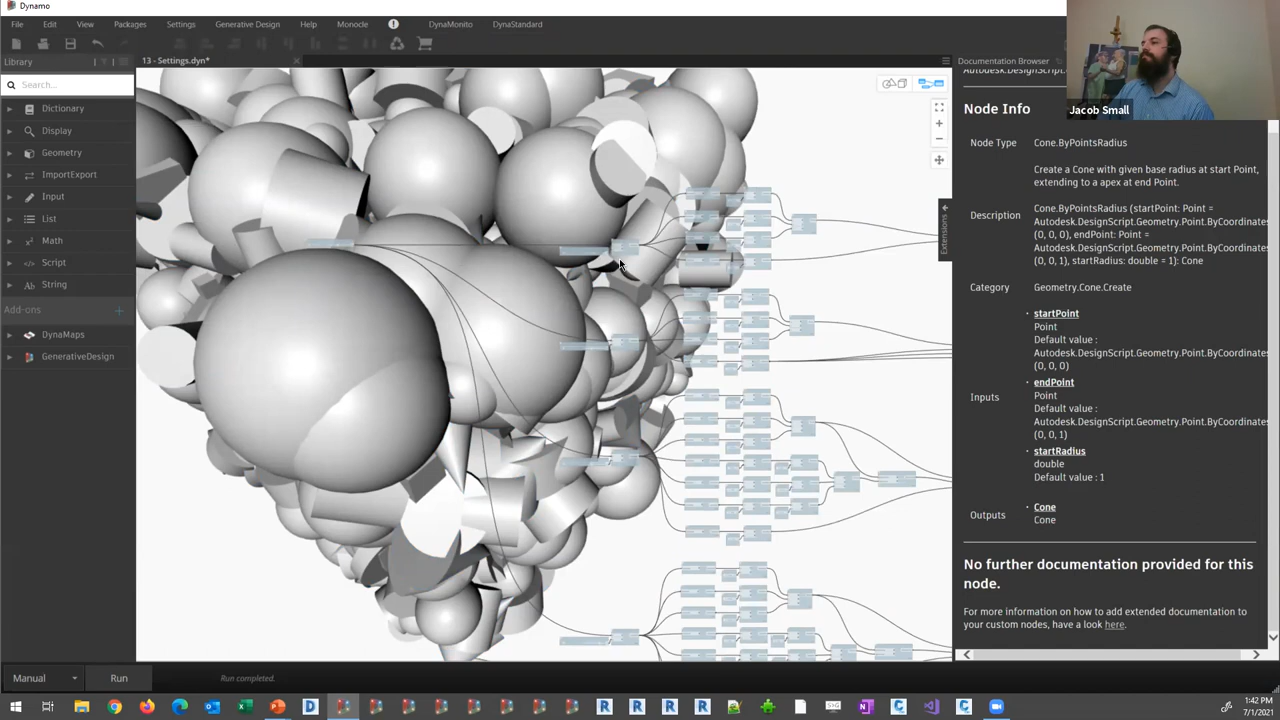 Dynamo
File Edit View Packages Settings Generative Design Help Monocle DynaMonito DynaStandard
Library
13 - Settings.dyn*
Documentation Browser
Search...
Dictionary
Display
Geometry
ImportExport
Input
List
Math
Script
String
Add-ons
DynaMaps
GenerativeDesign
Extensions
Jacob Small
Autodesk.DesignScript.Geometry.Point.ByCoordinates
Node Info
Node Type Cone.ByPointsRadius
Create a Cone with given base radius at start Point,
extending to a apex at end Point.
Description
Cone.ByPointsRadius (startPoint: Point =
Autodesk.DesignScript.Geometry.Point.ByCoordinates
(0, 0, 0), endPoint: Point =
Autodesk.DesignScript.Geometry.Point.ByCoordinates
(0, 0, 1), startRadius: double = 1): Cone
Category Geometry.Cone.Create
Inputs
startPoint
Point
Default value :
Autodesk.DesignScript.Geometry.Point.ByCoordinates
(0, 0, 0)
endPoint
Point
Default value :
Autodesk.DesignScript.Geometry.Point.ByCoordinates
(0, 0, 1)
startRadius
double
Default value : 1
Outputs
Cone
Cone
No further documentation provided for this
node.
For more information on how to add extended documentation to
your custom nodes, have a look here.
Manual Run Run completed.
1:42 PM
7/1/2021